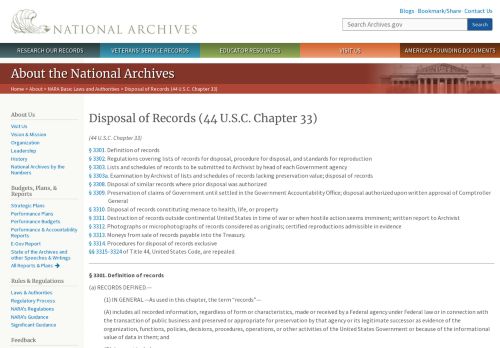 Blogs · Bookmark/Share · Contact Us
NATIONAL ARCHIVES
Search Archives.gov
Search
RESEARCH OUR RECORDS
VETERANS' SERVICE RECORDS
EDUCATOR RESOURCES
VISIT US
AMERICA'S FOUNDING DOCUMENTS
About the National Archives
Home > About > NARA Basic Laws and Authorities > Disposal of Records (44 U.S.C. Chapter 33)
About Us
Visit Us
Vision & Mission
Organization
Leadership
History
National Archives by the
Numbers
Budgets, Plans, &
Reports
Strategic Plans
Performance Plans
Performance Budgets
Performance & Accountability
Reports
E-Gov Report
State of the Archives and
other Speeches & Writings
All Reports & Plans
Rules & Regulations
Laws & Authorities
Regulatory Process
NARA's Regulations
NARA's Guidance
Significant Guidance
Feedback
Disposal of Records (44 U.S.C. Chapter 33)
(44 U.S.C. Chapter 33)
§ 3301. Definition of records
§ 3302. Regulations covering lists of records for disposal, procedure for disposal, and standards for reproduction
§ 3303. Lists and schedules of records to be submitted to Archivist by head of each Government agency
§ 3303a. Examination by Archivist of lists and schedules of records lacking preservation value; disposal of records
§ 3308. Disposal of similar records where prior disposal was authorized
§ 3309. Preservation of claims of Government until settled in the Government Accountability Office; disposal authorized upon written approval of Comptroller
General
§ 3310. Disposal of records constituting menace to health, life, or property
§ 3311. Destruction of records outside continental United States in time of war or when hostile action seems imminent; written report to Archivist
§ 3312. Photographs or microphotographs of records considered as originals; certified reproductions admissible in evidence
§ 3313. Moneys from sale of records payable into the Treasury.
§ 3314. Procedures for disposal of records exclusive
§§ 3315-3324 of Title 44, United States Code, are repealed.
§ 3301. Definition of records
(a) RECORDS DEFINED—
(1) IN GENERAL.—As used in this chapter, the term "records"—
(A) includes all recorded information, regardless of form or characteristics, made or received by a Federal agency under Federal law or in connection with
the transaction of public business and preserved or appropriate for preservation by that agency or its legitimate successor as evidence of the
organization, functions, policies, decisions, procedures, operations, or other activities of the United States Government or because of the informational
value of data in them; and